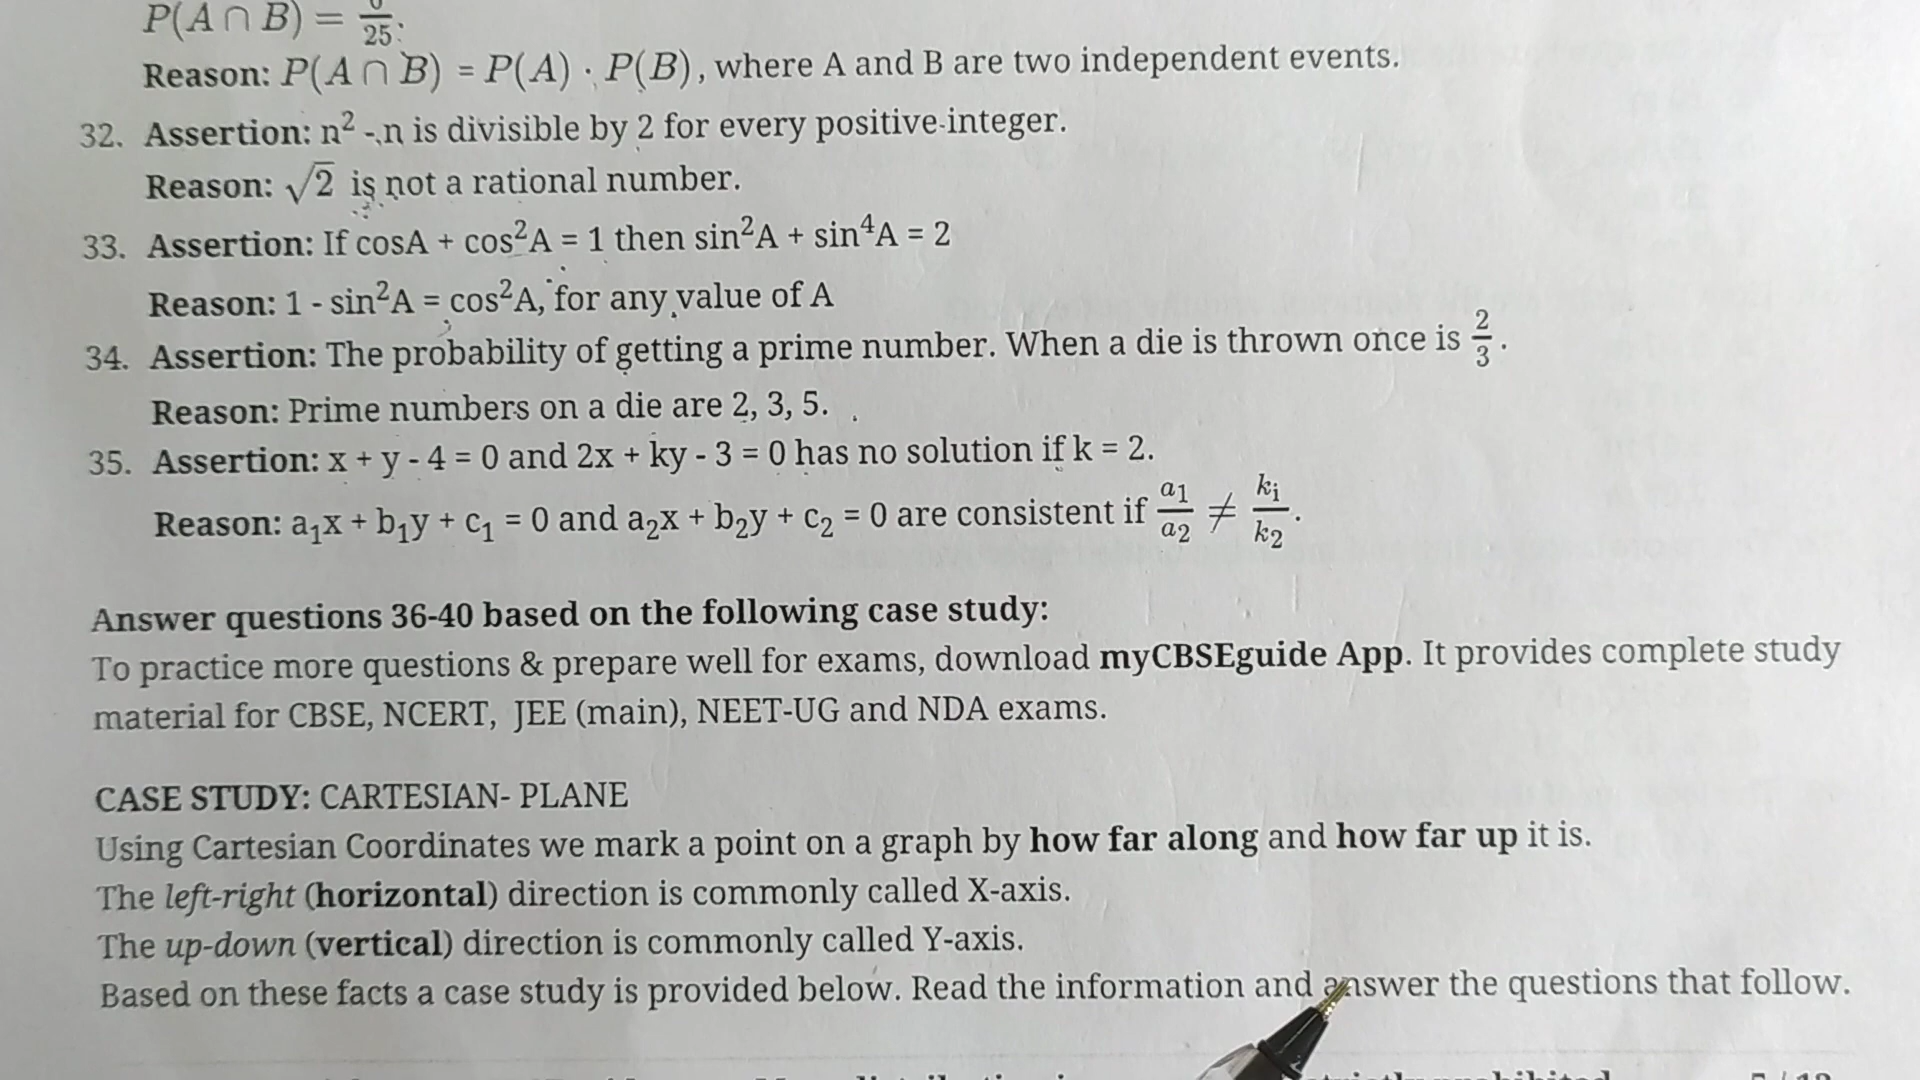 P(A ∩ B) = 6/25.
Reason: P(A ∩ B) = P(A) · P(B), where A and B are two independent events.
32. Assertion: n² - n is divisible by 2 for every positive integer.
Reason: √2 is not a rational number.
33. Assertion: If cosA + cos²A = 1 then sin²A + sin⁴A = 2
Reason: 1 - sin²A = cos²A, for any value of A
34. Assertion: The probability of getting a prime number. When a die is thrown once is 2/3.
Reason: Prime numbers on a die are 2, 3, 5.
35. Assertion: x + y - 4 = 0 and 2x + ky - 3 = 0 has no solution if k = 2.
Reason: a₁x + b₁y + c₁ = 0 and a₂x + b₂y + c₂ = 0 are consistent if a₁/a₂ ≠ kᵢ/k₂.
Answer questions 36-40 based on the following case study:
To practice more questions & prepare well for exams, download myCBSEguide App. It provides complete study
material for CBSE, NCERT, JEE (main), NEET-UG and NDA exams.
CASE STUDY: CARTESIAN- PLANE
Using Cartesian Coordinates we mark a point on a graph by how far along and how far up it is.
The left-right (horizontal) direction is commonly called X-axis.
The up-down (vertical) direction is commonly called Y-axis.
Based on these facts a case study is provided below. Read the information and answer the questions that follow.